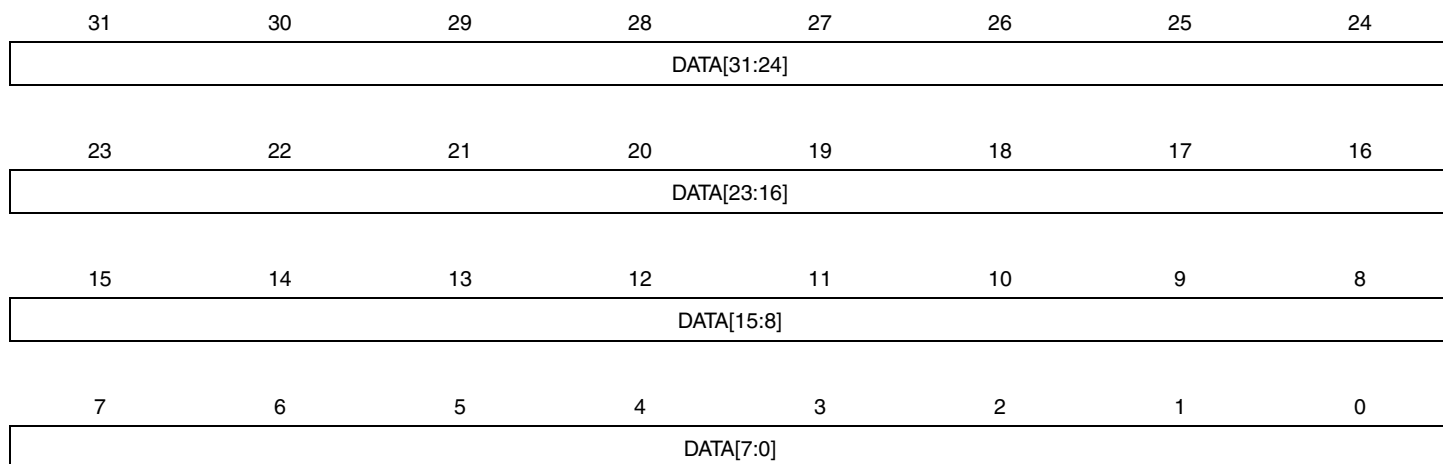 31 30 29 28 27 26 25 24
DATA[31:24]
23 22 21 20 19 18 17 16
DATA[23:16]
15 14 13 12 11 10 9 8
DATA[15:8]
7 6 5 4 3 2 1 0
DATA[7:0]